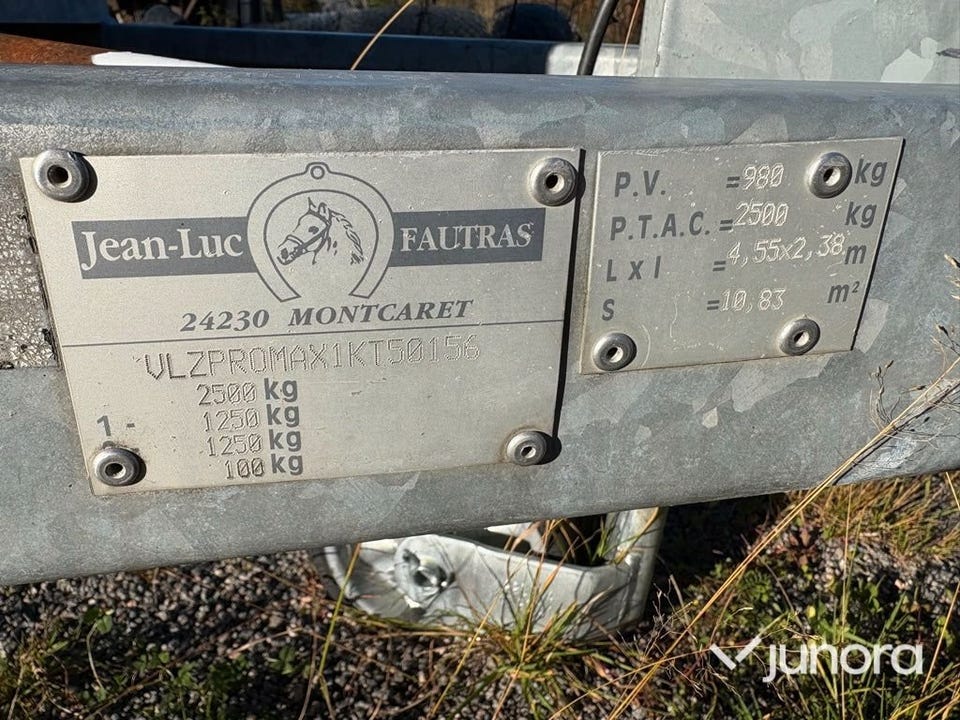 Jean-Luc FAUTRAS
24230 MONTCARET
VLZPROMAX1KT50156
2500 kg
1 - 1250 kg
1250 kg
100 kg
P.V. =980 kg
P.T.A.C. =2500 kg
L x l =4,55x2,38 m
S =10,83 m²
junora